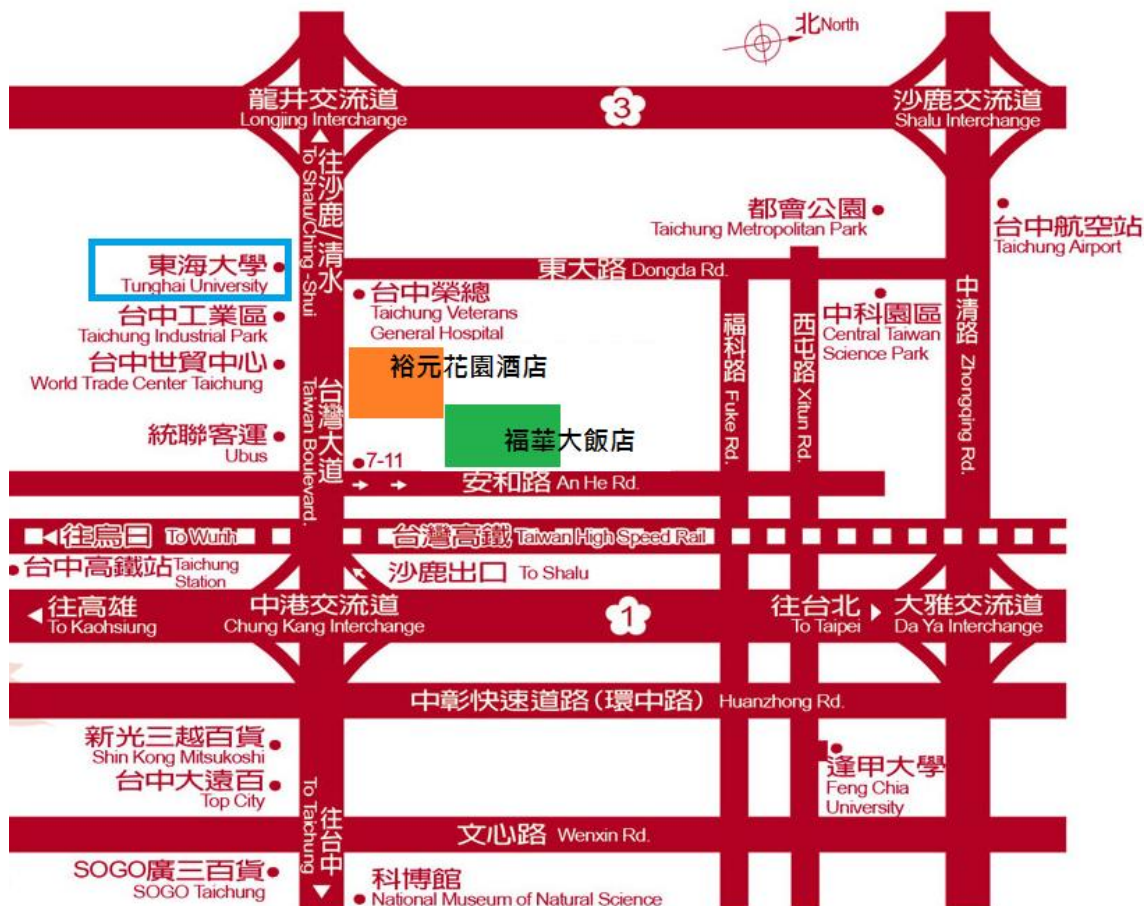 北North
龍井交流道
Longjing Interchange
3
沙鹿交流道
Shalu Interchange
往沙鹿/清水
To Shalu/Ching-Shui
都會公園
Taichung Metropolitan Park
台中航空站
Taichung Airport
東海大學
Tunghai University
東大路 Dongda Rd.
台中工業區
Taichung Industrial Park
台中榮總
Taichung Veterans
General Hospital
中科園區
Central Taiwan
Science Park
台中世貿中心
World Trade Center Taichung
裕元花園酒店
福華大飯店
台灣大道
Taiwan Boulevard.
福科路 Fuke Rd.
西屯路 Xitun Rd.
中清路 Zhongqing Rd.
統聯客運
Ubus
7-11
安和路 An He Rd.
往烏日 To Wurih
台灣高鐵 Taiwan High Speed Rail
台中高鐵站 Taichung
Station
沙鹿出口 To Shalu
往高雄
To Kaohsiung
中港交流道
Chung Kang Interchange
1
往台北
To Taipei
大雅交流道
Da Ya Interchange
中彰快速道路(環中路) Huanzhong Rd.
新光三越百貨
Shin Kong Mitsukoshi
台中大遠百
Top City
逢甲大學
Feng Chia
University
往台中
To Taichung
文心路 Wenxin Rd.
SOGO廣三百貨
SOGO Taichung
科博館
National Museum of Natural Science